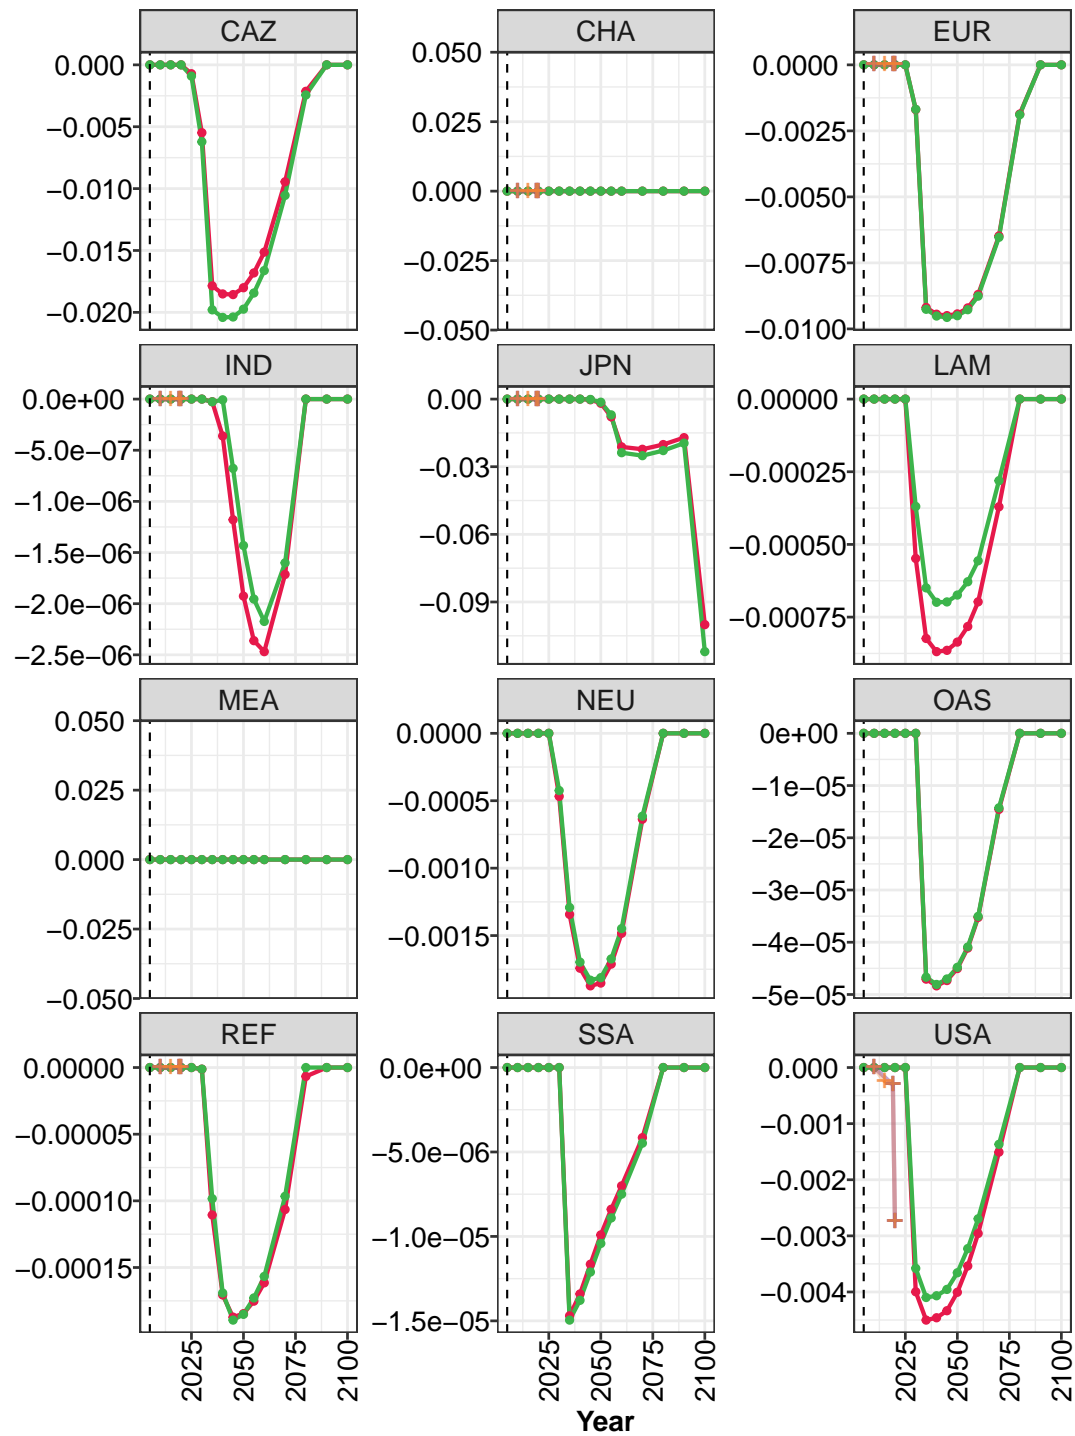 CAZ
0.000
−0.005
−0.010
−0.015
−0.020
CHA
0.050
0.025
0.000
−0.025
−0.050
EUR
0.0000
−0.0025
−0.0050
−0.0075
−0.0100
IND
0.0e+00
−5.0e−07
−1.0e−06
−1.5e−06
−2.0e−06
−2.5e−06
JPN
0.00
−0.03
−0.06
−0.09
LAM
0.00000
−0.00025
−0.00050
−0.00075
MEA
0.050
0.025
0.000
−0.025
−0.050
NEU
0.0000
−0.0005
−0.0010
−0.0015
OAS
0e+00
−1e−05
−2e−05
−3e−05
−4e−05
−5e−05
REF
0.00000
−0.00005
−0.00010
−0.00015
SSA
0.0e+00
−5.0e−06
−1.0e−05
−1.5e−05
USA
0.000
−0.001
−0.002
−0.003
−0.004
2025
2050
2075
2100
2025
2050
2075
2100
2025
2050
2075
2100
Year